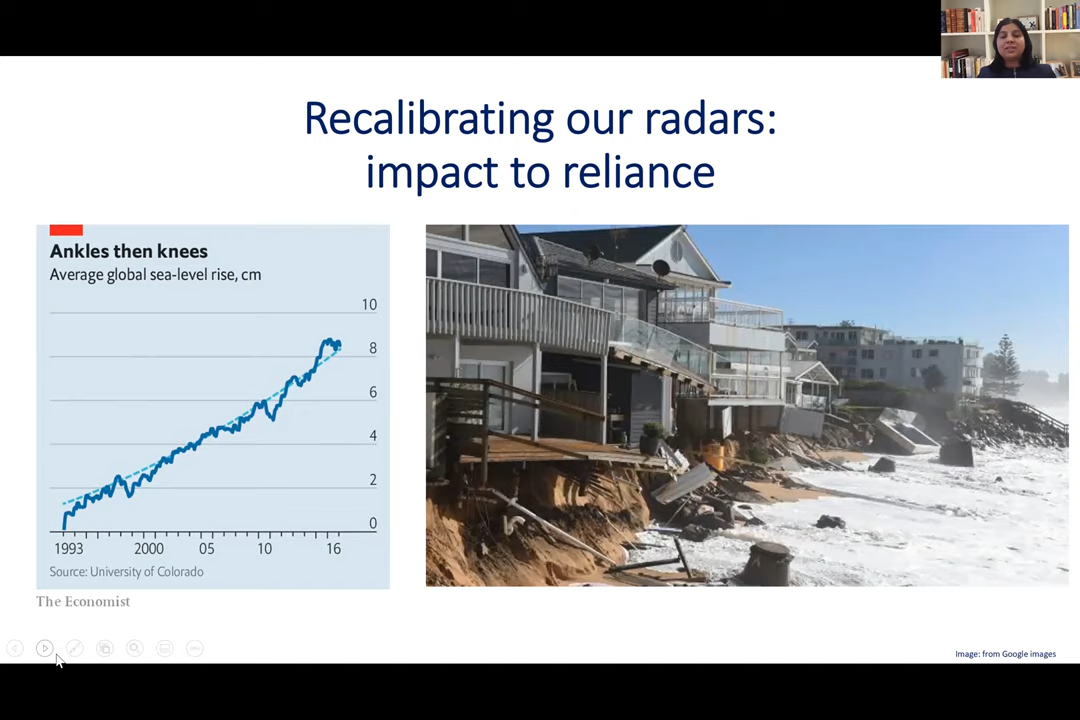 Recalibrating our radars:
impact to reliance
Ankles then knees
Average global sea-level rise, cm
10
8
6
4
2
0
1993
2000
05
10
16
Source: University of Colorado
The Economist
Image: from Google images